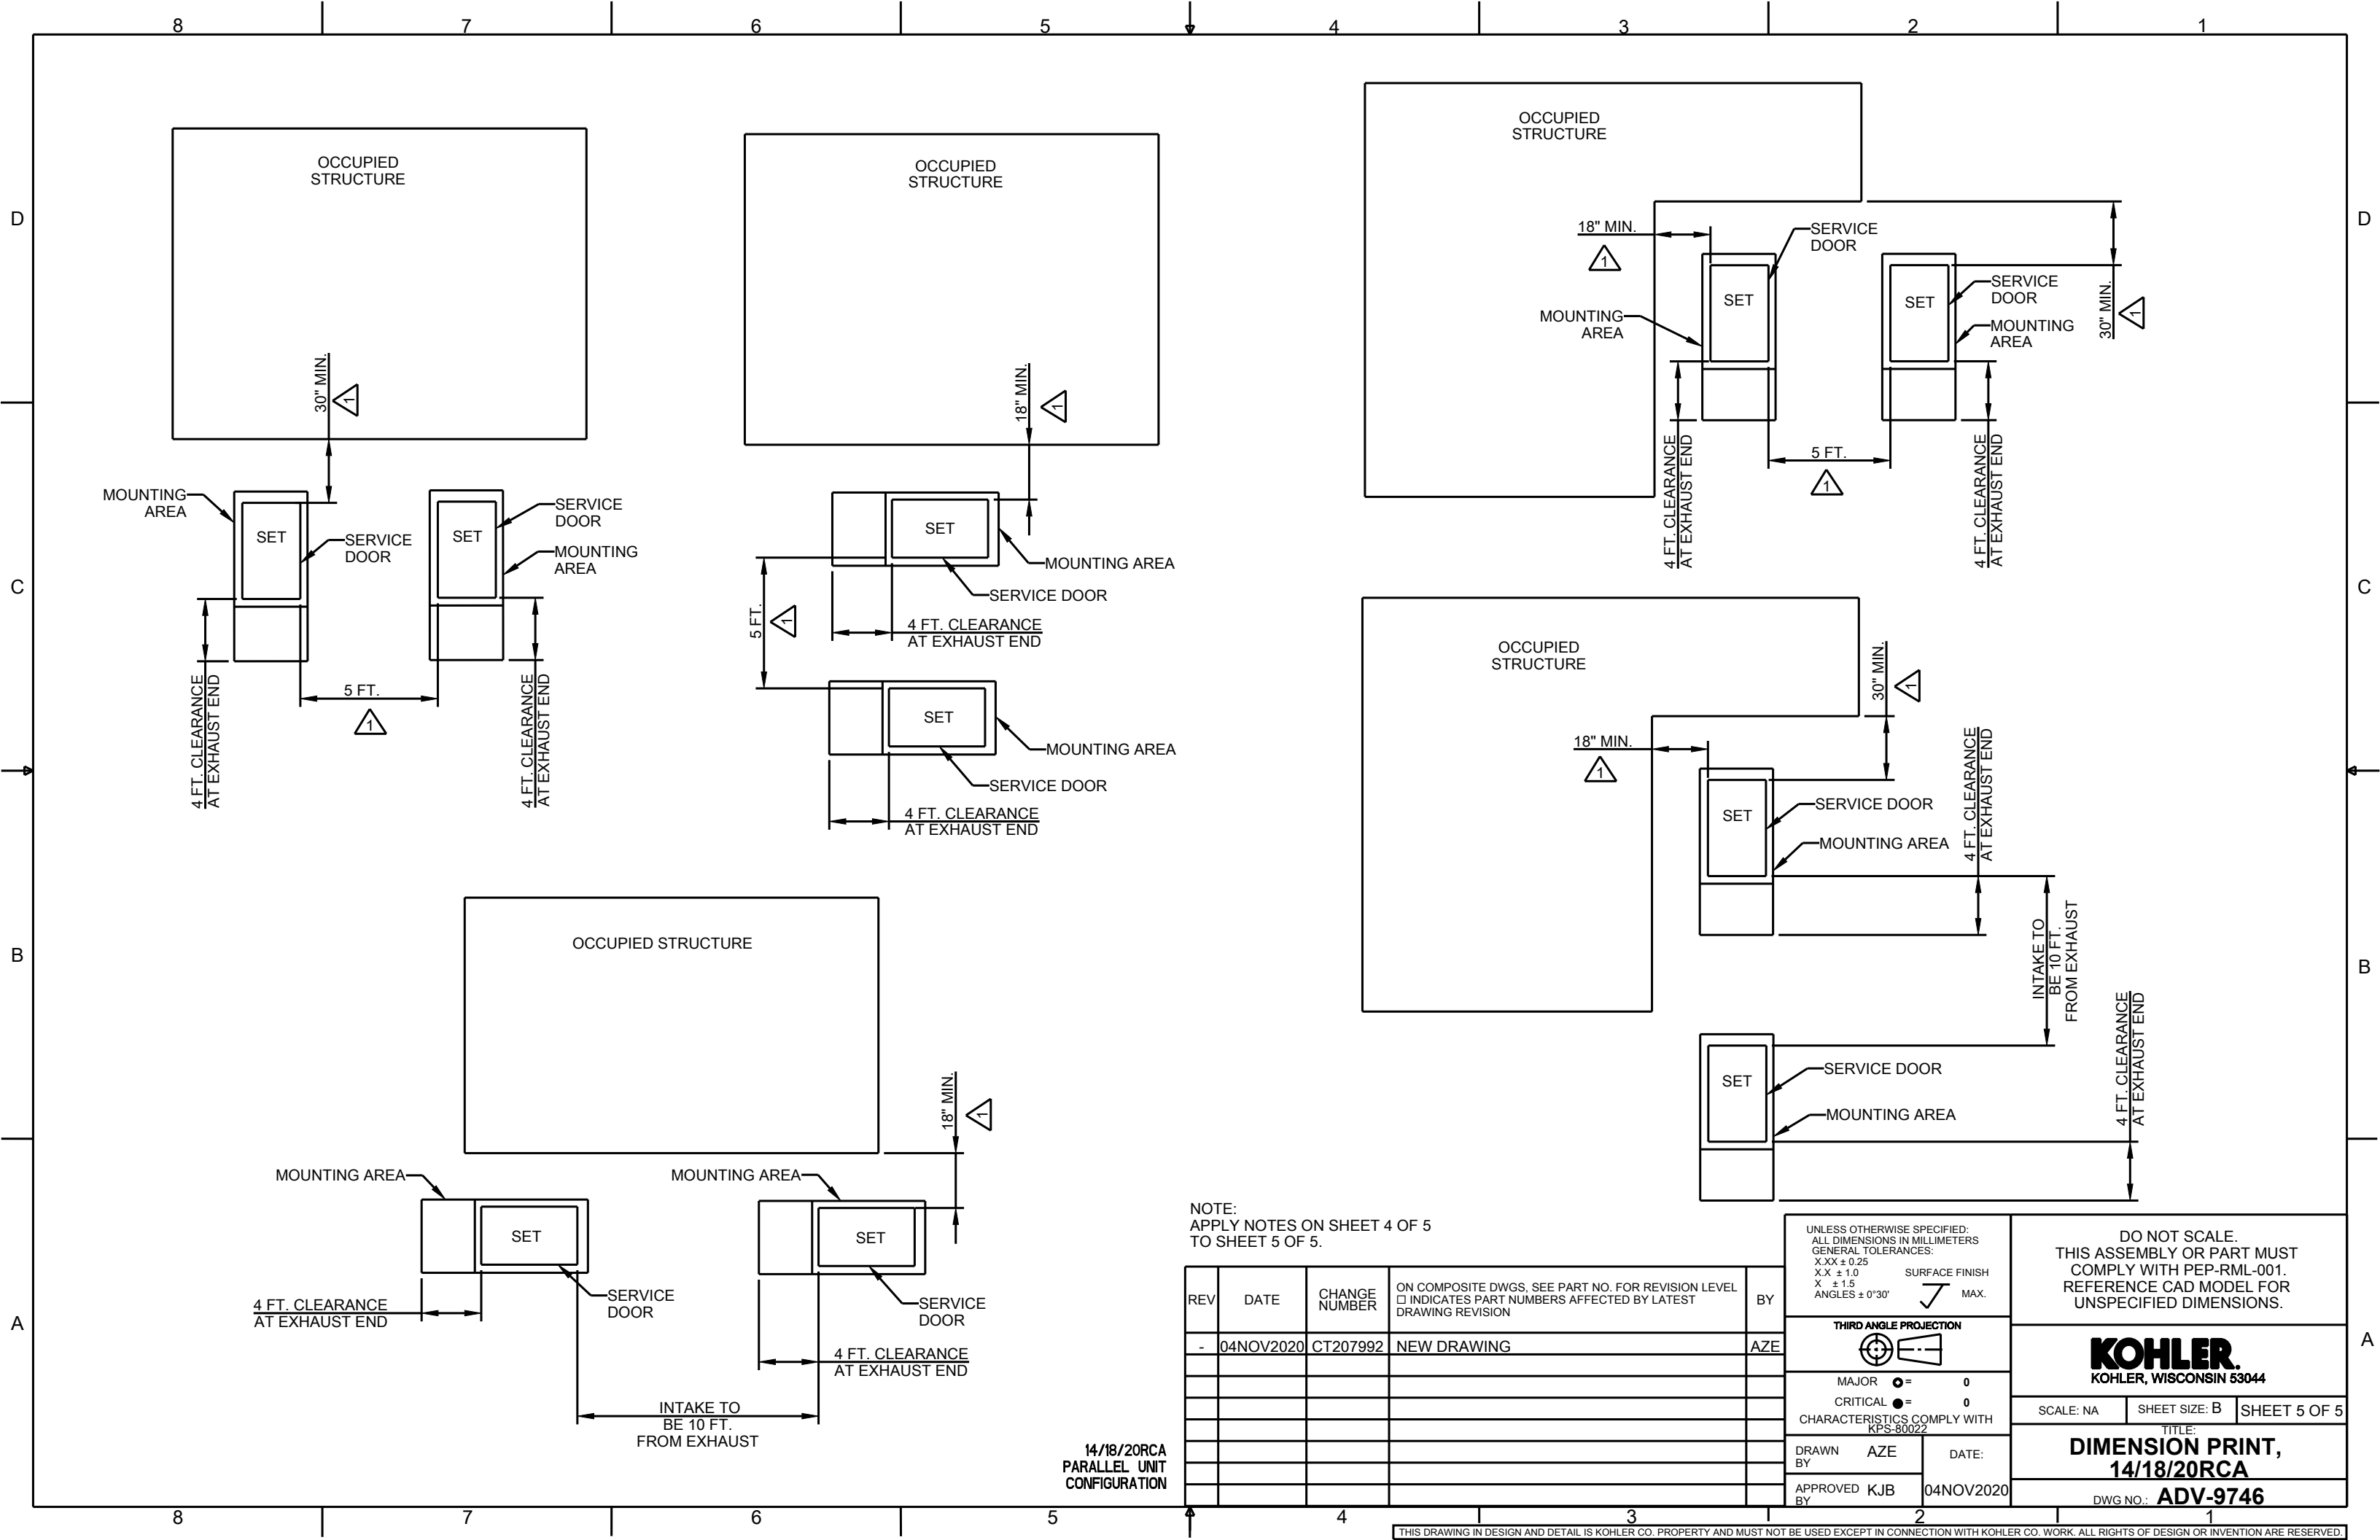 8 7 6 5 4 3 2 1
D
C
B
A
D
C
B
A
OCCUPIED
STRUCTURE
30" MIN.
1
MOUNTING
AREA
SET
SERVICE
DOOR
SET
SERVICE
DOOR
MOUNTING
AREA
4 FT. CLEARANCE
AT EXHAUST END
5 FT.
1
4 FT. CLEARANCE
AT EXHAUST END
OCCUPIED
STRUCTURE
18" MIN.
1
SET
MOUNTING AREA
SERVICE DOOR
4 FT. CLEARANCE
AT EXHAUST END
5 FT.
1
SET
MOUNTING AREA
SERVICE DOOR
4 FT. CLEARANCE
AT EXHAUST END
OCCUPIED
STRUCTURE
18" MIN.
1
SERVICE
DOOR
SET
MOUNTING
AREA
SET
SERVICE
DOOR
MOUNTING
AREA
30" MIN.
1
4 FT. CLEARANCE
AT EXHAUST END
5 FT.
1
4 FT. CLEARANCE
AT EXHAUST END
OCCUPIED
STRUCTURE
30" MIN.
1
18" MIN.
1
SET
SERVICE DOOR
MOUNTING AREA
4 FT. CLEARANCE
AT EXHAUST END
INTAKE TO
BE 10 FT.
FROM EXHAUST
SET
SERVICE DOOR
MOUNTING AREA
4 FT. CLEARANCE
AT EXHAUST END
OCCUPIED STRUCTURE
18" MIN.
1
MOUNTING AREA
SET
SERVICE
DOOR
4 FT. CLEARANCE
AT EXHAUST END
MOUNTING AREA
SET
SERVICE
DOOR
4 FT. CLEARANCE
AT EXHAUST END
INTAKE TO
BE 10 FT.
FROM EXHAUST
14/18/20RCA
PARALLEL UNIT
CONFIGURATION
NOTE:
APPLY NOTES ON SHEET 4 OF 5
TO SHEET 5 OF 5.
REV DATE CHANGE
NUMBER
ON COMPOSITE DWGS, SEE PART NO. FOR REVISION LEVEL
☐ INDICATES PART NUMBERS AFFECTED BY LATEST
DRAWING REVISION
BY
- 04NOV2020 CT207992 NEW DRAWING AZE
UNLESS OTHERWISE SPECIFIED:
ALL DIMENSIONS IN MILLIMETERS
GENERAL TOLERANCES:
X.XX ± 0.25
X.X ± 1.0 SURFACE FINISH
X ± 1.5
ANGLES ± 0°30' MAX.
THIRD ANGLE PROJECTION
MAJOR = 0
CRITICAL = 0
CHARACTERISTICS COMPLY WITH
KPS-80022
DRAWN
BY
AZE
DATE:
APPROVED
BY
KJB
04NOV2020
DO NOT SCALE.
THIS ASSEMBLY OR PART MUST
COMPLY WITH PEP-RML-001.
REFERENCE CAD MODEL FOR
UNSPECIFIED DIMENSIONS.
KOHLER.
KOHLER, WISCONSIN 53044
SCALE: NA SHEET SIZE: B SHEET 5 OF 5
TITLE:
DIMENSION PRINT,
14/18/20RCA
DWG NO.: ADV-9746
8 7 6 5 4 3 2 1
THIS DRAWING IN DESIGN AND DETAIL IS KOHLER CO. PROPERTY AND MUST NOT BE USED EXCEPT IN CONNECTION WITH KOHLER CO. WORK. ALL RIGHTS OF DESIGN OR INVENTION ARE RESERVED.